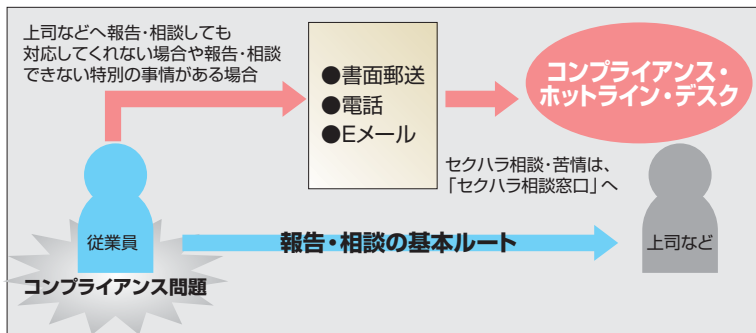 上司などへ報告・相談しても
対応してくれない場合や報告・相談
できない特別の事情がある場合
●書面郵送
●電話
●Eメール
コンプライアンス・
ホットライン・デスク
セクハラ相談・苦情は、
「セクハラ相談窓口」へ
従業員
報告・相談の基本ルート
上司など
コンプライアンス問題